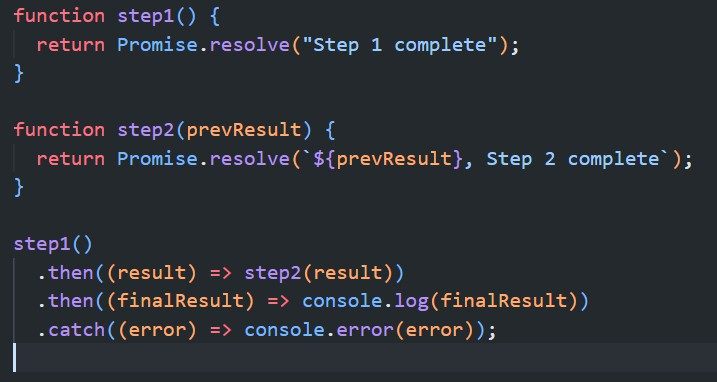 function step1() {
  return Promise.resolve("Step 1 complete");
}

function step2(prevResult) {
  return Promise.resolve(`${prevResult}, Step 2 complete`);
}

step1()
  .then((result) => step2(result))
  .then((finalResult) => console.log(finalResult))
  .catch((error) => console.error(error));